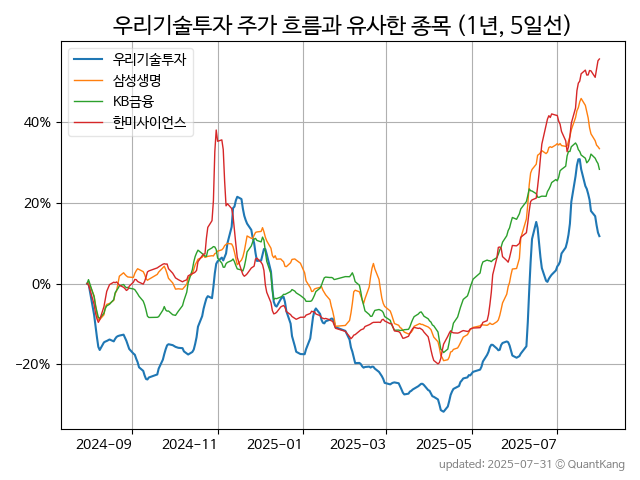 우리기술투자 주가 흐름과 유사한 종목 (1년, 5일선)
우리기술투자
삼성생명
KB금융
한미사이언스
40%
20%
0%
−20%
2024-09 2024-11 2025-01 2025-03 2025-05 2025-07
updated: 2025-07-31 © QuantKang